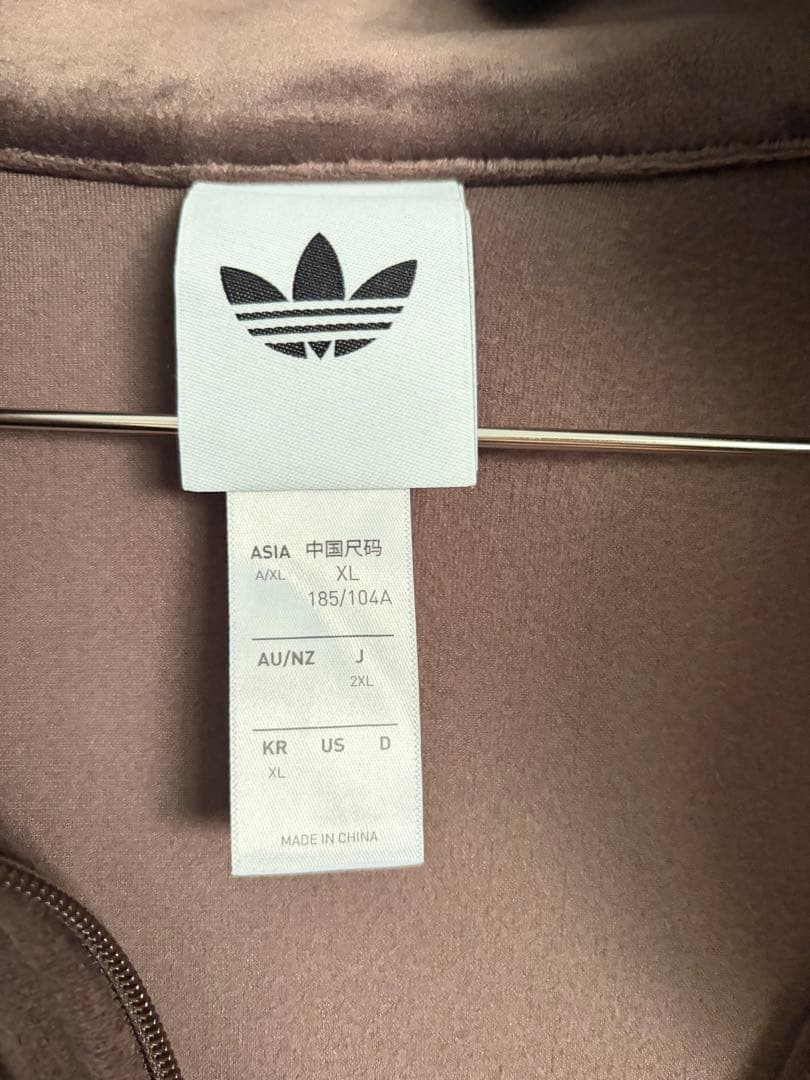 ASIA 中国尺码
A/XL XL
185/104A
AU/NZ J
2XL
KR US D
XL
MADE IN CHINA